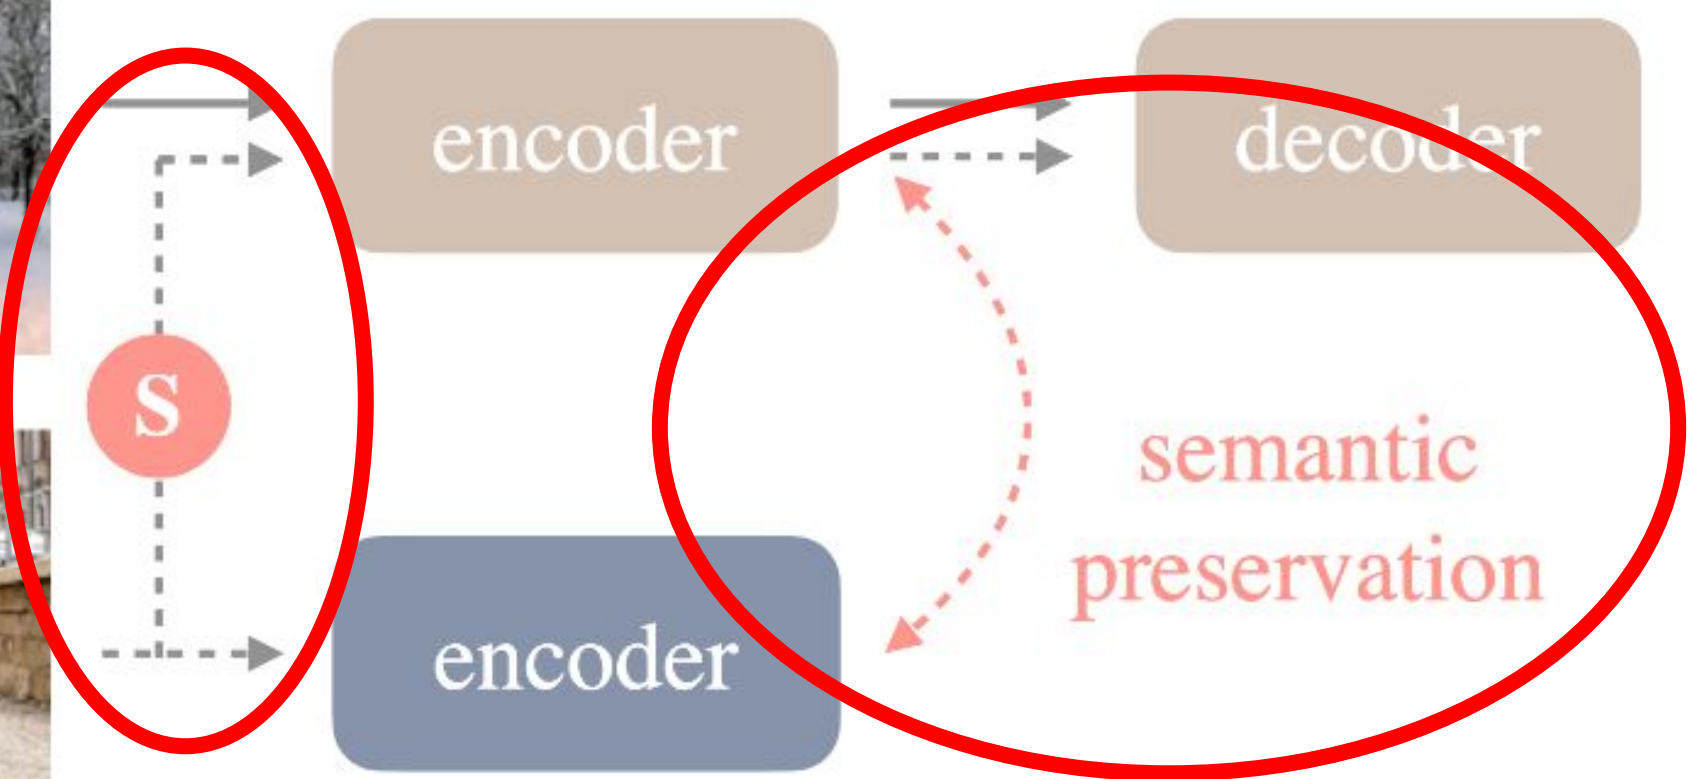 encoder
decoder
S
semantic
preservation
encoder